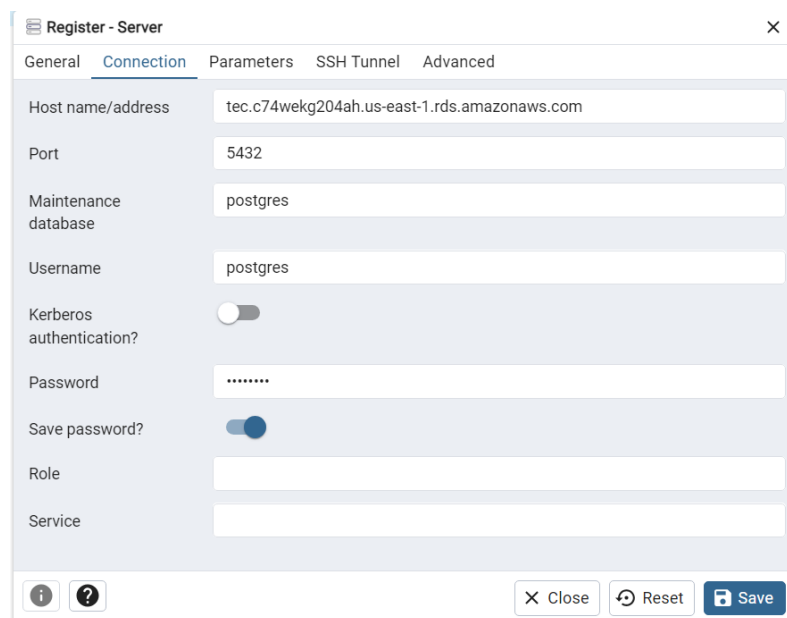 Register - Server
General Connection Parameters SSH Tunnel Advanced
Host name/address tec.c74wekg204ah.us-east-1.rds.amazonaws.com
Port 5432
Maintenance database postgres
Username postgres
Kerberos authentication?
Password ••••••••
Save password?
Role
Service
Close Reset Save